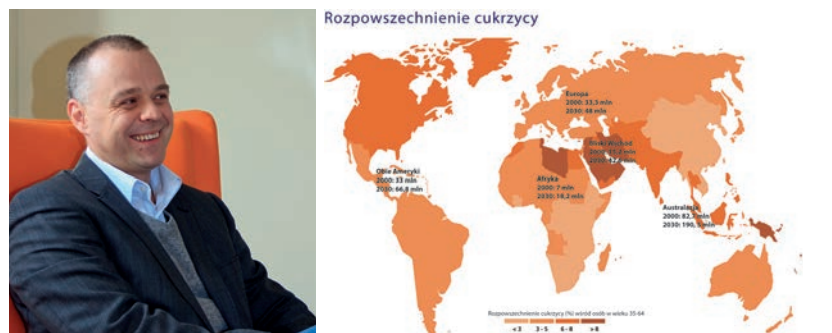 Rozpowszechnienie cukrzycy
Europa
2000: 33,3 mln
2030: 48 mln
Bliski Wschód
Obie Ameryki
2000: 33 mln
2030: 66,8 mln
Afryka
2000: 7 mln
2030: 18,2 mln
Australazja
2000: 82,7 mln
2030: 190,5 mln
Rozpowszechnienie cukrzycy (%) wśród osób w wieku 35-64
< 3
3 - 5
6 - 8
> 8